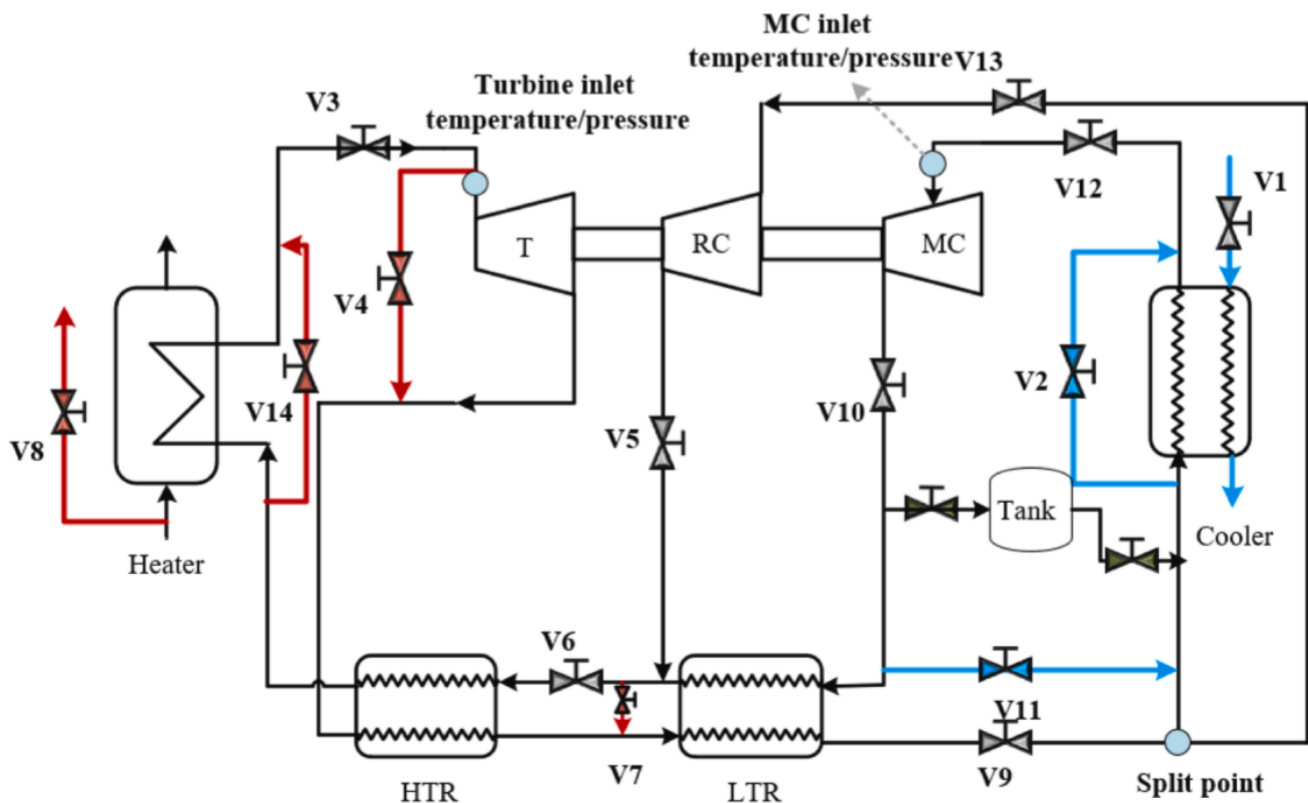 MC inlet
temperature/pressure
V13
Turbine inlet
temperature/pressure
V3
V12
V1
T
RC
MC
V4
V14
V8
V5
V10
V2
Tank
Cooler
Heater
V6
V7
V11
V9
HTR
LTR
Split point